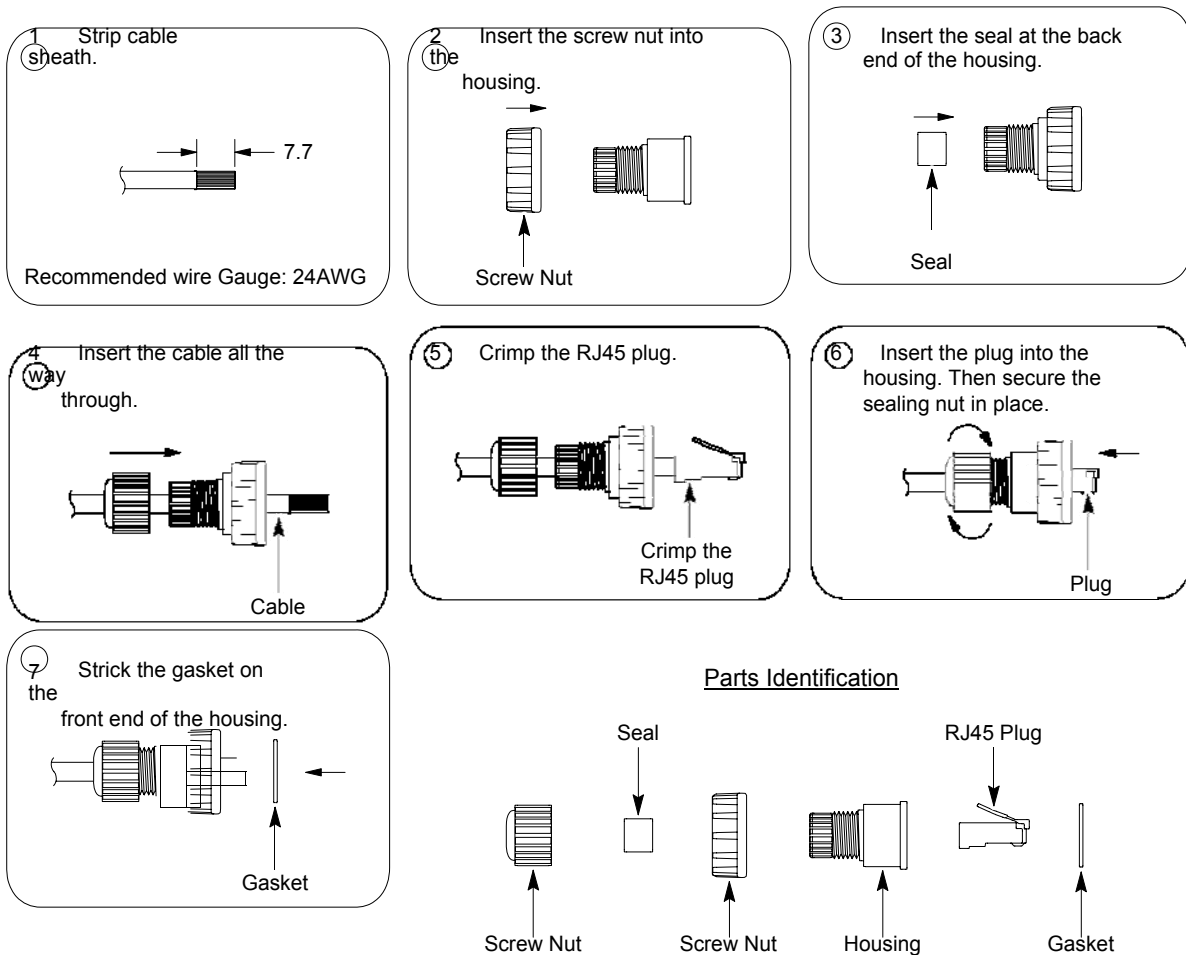 1 Strip cable
sheath.
7.7
Recommended wire Gauge: 24AWG
2 Insert the screw nut into
the
housing.
Screw Nut
3 Insert the seal at the back
end of the housing.
Seal
4 Insert the cable all the
way
through.
Cable
5 Crimp the RJ45 plug.
Crimp the
RJ45 plug
6 Insert the plug into the
housing. Then secure the
sealing nut in place.
Plug
7 Strick the gasket on
the
front end of the housing.
Gasket
Parts Identification
Seal
RJ45 Plug
Screw Nut
Screw Nut
Housing
Gasket